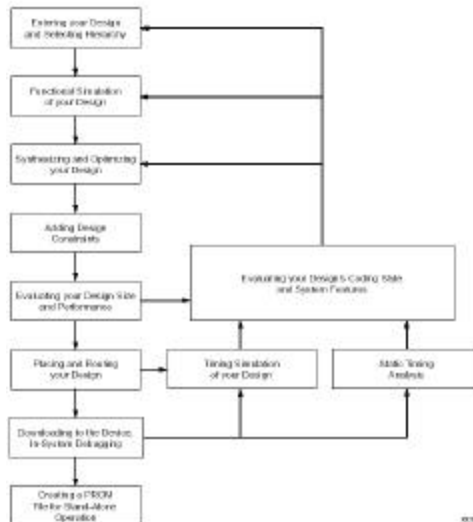 Entering your Design
and Selecting Hierarchy
Functional Simulation
of your Design
Synthesizing and Optimizing
your Design
Adding Design
Constraints
Evaluating your Design Size
and Performance
Evaluating your Design's Coding Style
and System Features
Placing and Routing
your Design
Timing Simulation
of your Design
Static Timing
Analysis
Downloading to the Device,
In-System Debugging
Creating a PROM
File for Stand-Alone
Operation